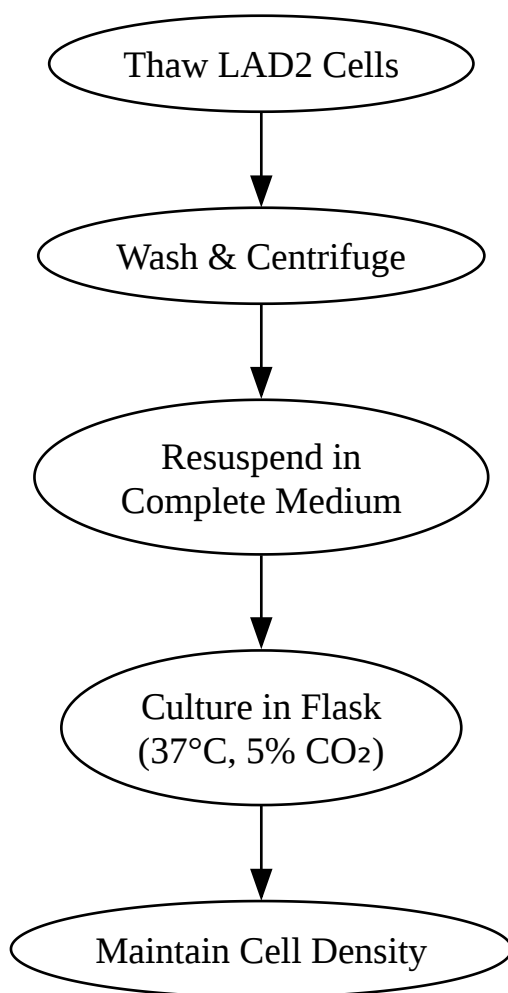 Thaw LAD2 Cells
Wash & Centrifuge
Resuspend in
Complete Medium
Culture in Flask
(37°C, 5% CO₂)
Maintain Cell Density